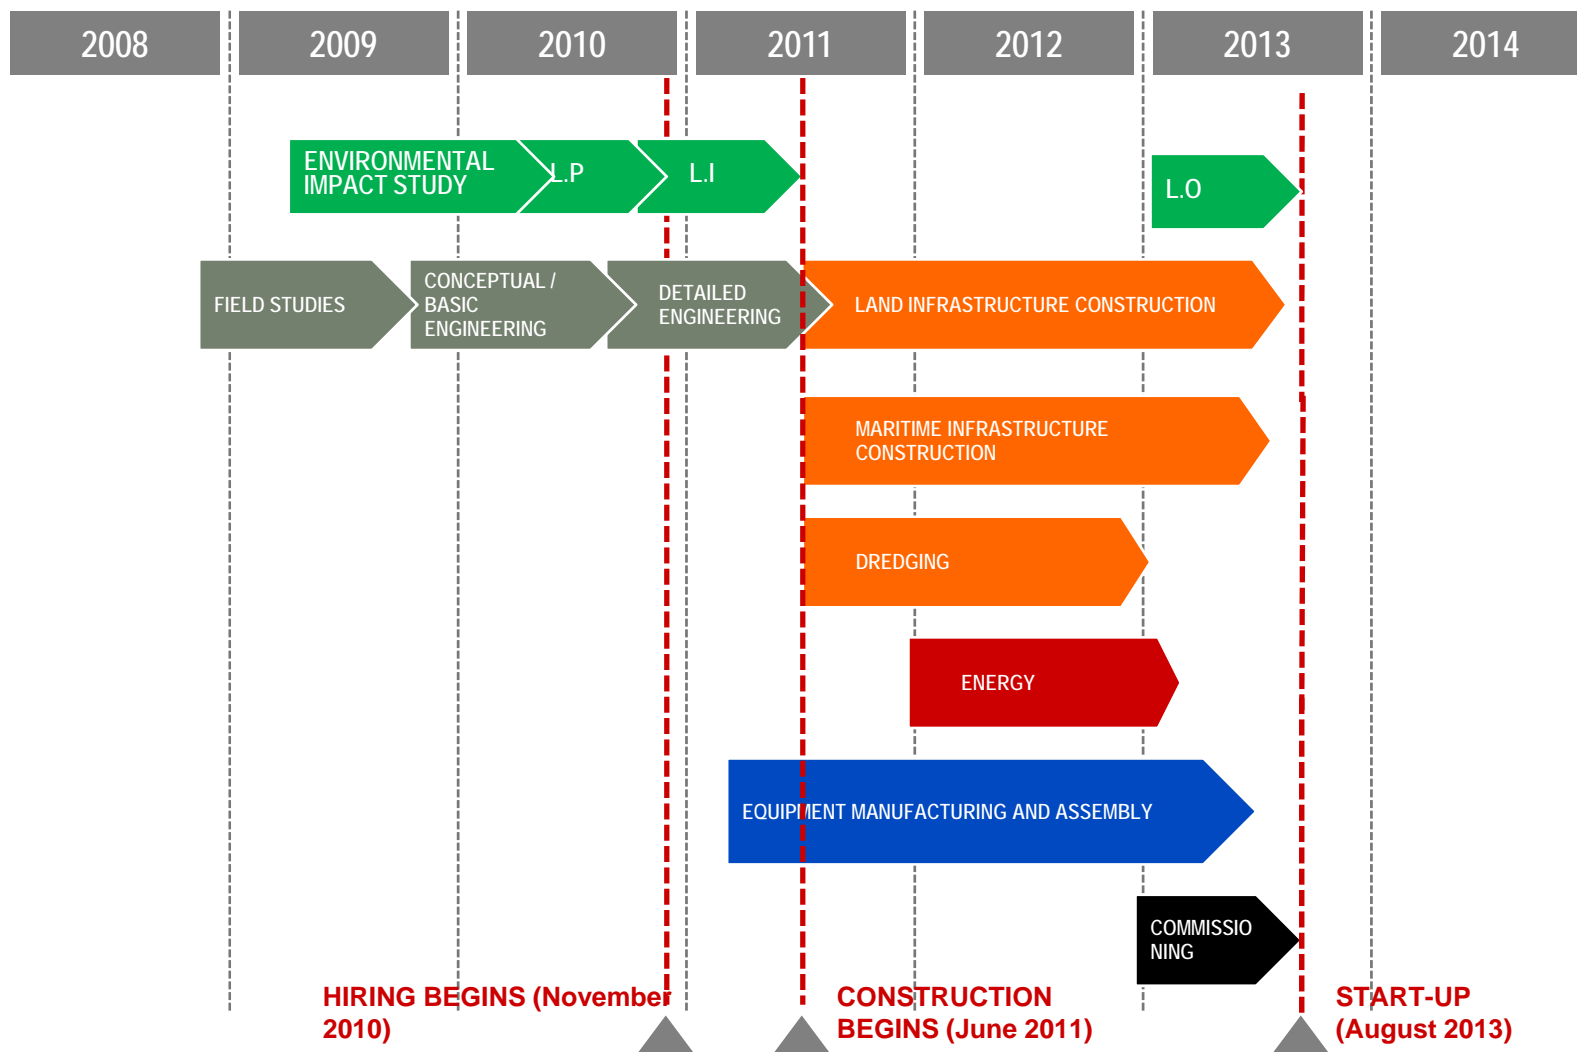 2008
2009
2010
2011
2012
2013
2014
ENVIRONMENTAL
IMPACT STUDY
L.P
L.I
L.O
FIELD STUDIES
CONCEPTUAL /
BASIC
ENGINEERING
DETAILED
ENGINEERING
LAND INFRASTRUCTURE CONSTRUCTION
MARITIME INFRASTRUCTURE
CONSTRUCTION
DREDGING
ENERGY
EQUIPMENT MANUFACTURING AND ASSEMBLY
COMMISSIO
NING
HIRING BEGINS (November
2010)
CONSTRUCTION
BEGINS (June 2011)
START-UP
(August 2013)